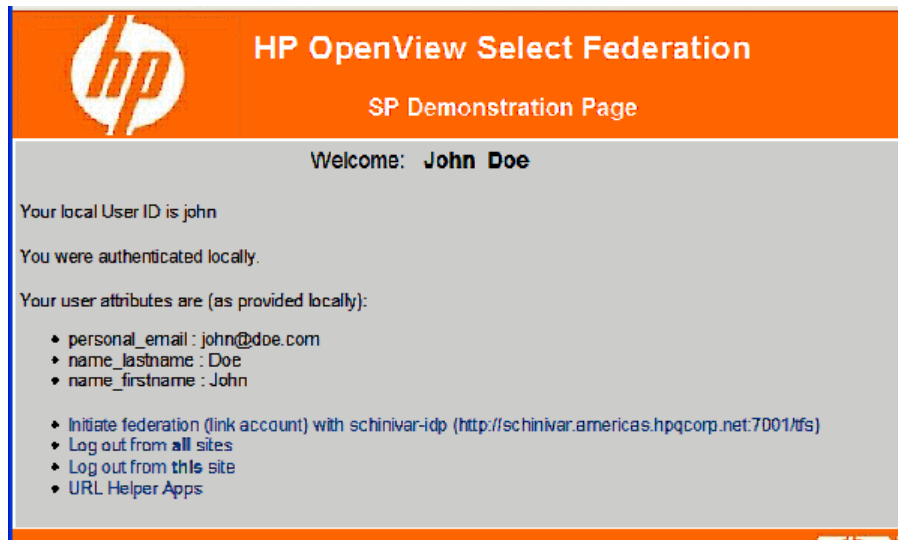 hp
HP OpenView Select Federation
SP Demonstration Page
Welcome: John Doe
Your local User ID is john
You were authenticated locally.
Your user attributes are (as provided locally):
personal_email : john@doe.com
name_lastname : Doe
name_firstname : John
Initiate federation (link account) with schinivar-idp (http://schinivar.americas.hpqcorp.net:7001/tfs)
Log out from all sites
Log out from this site
URL Helper Apps